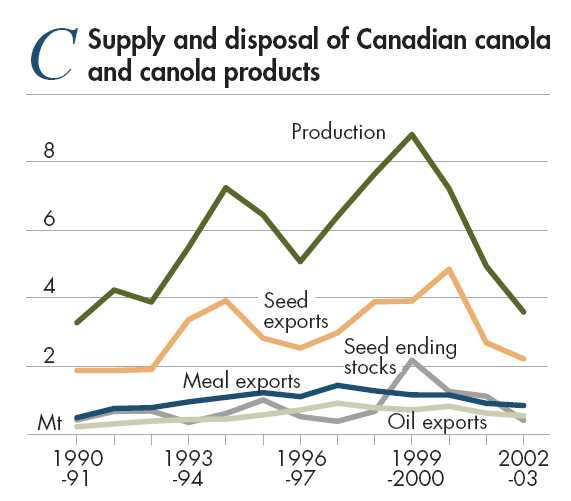 C Supply and disposal of Canadian canola
and canola products
Production
8
6
4
Seed
exports
2
Seed ending
stocks
Meal exports
Mt
Oil exports
1990 1993 1996 1999 2002
-91 -94 -97 -2000 -03